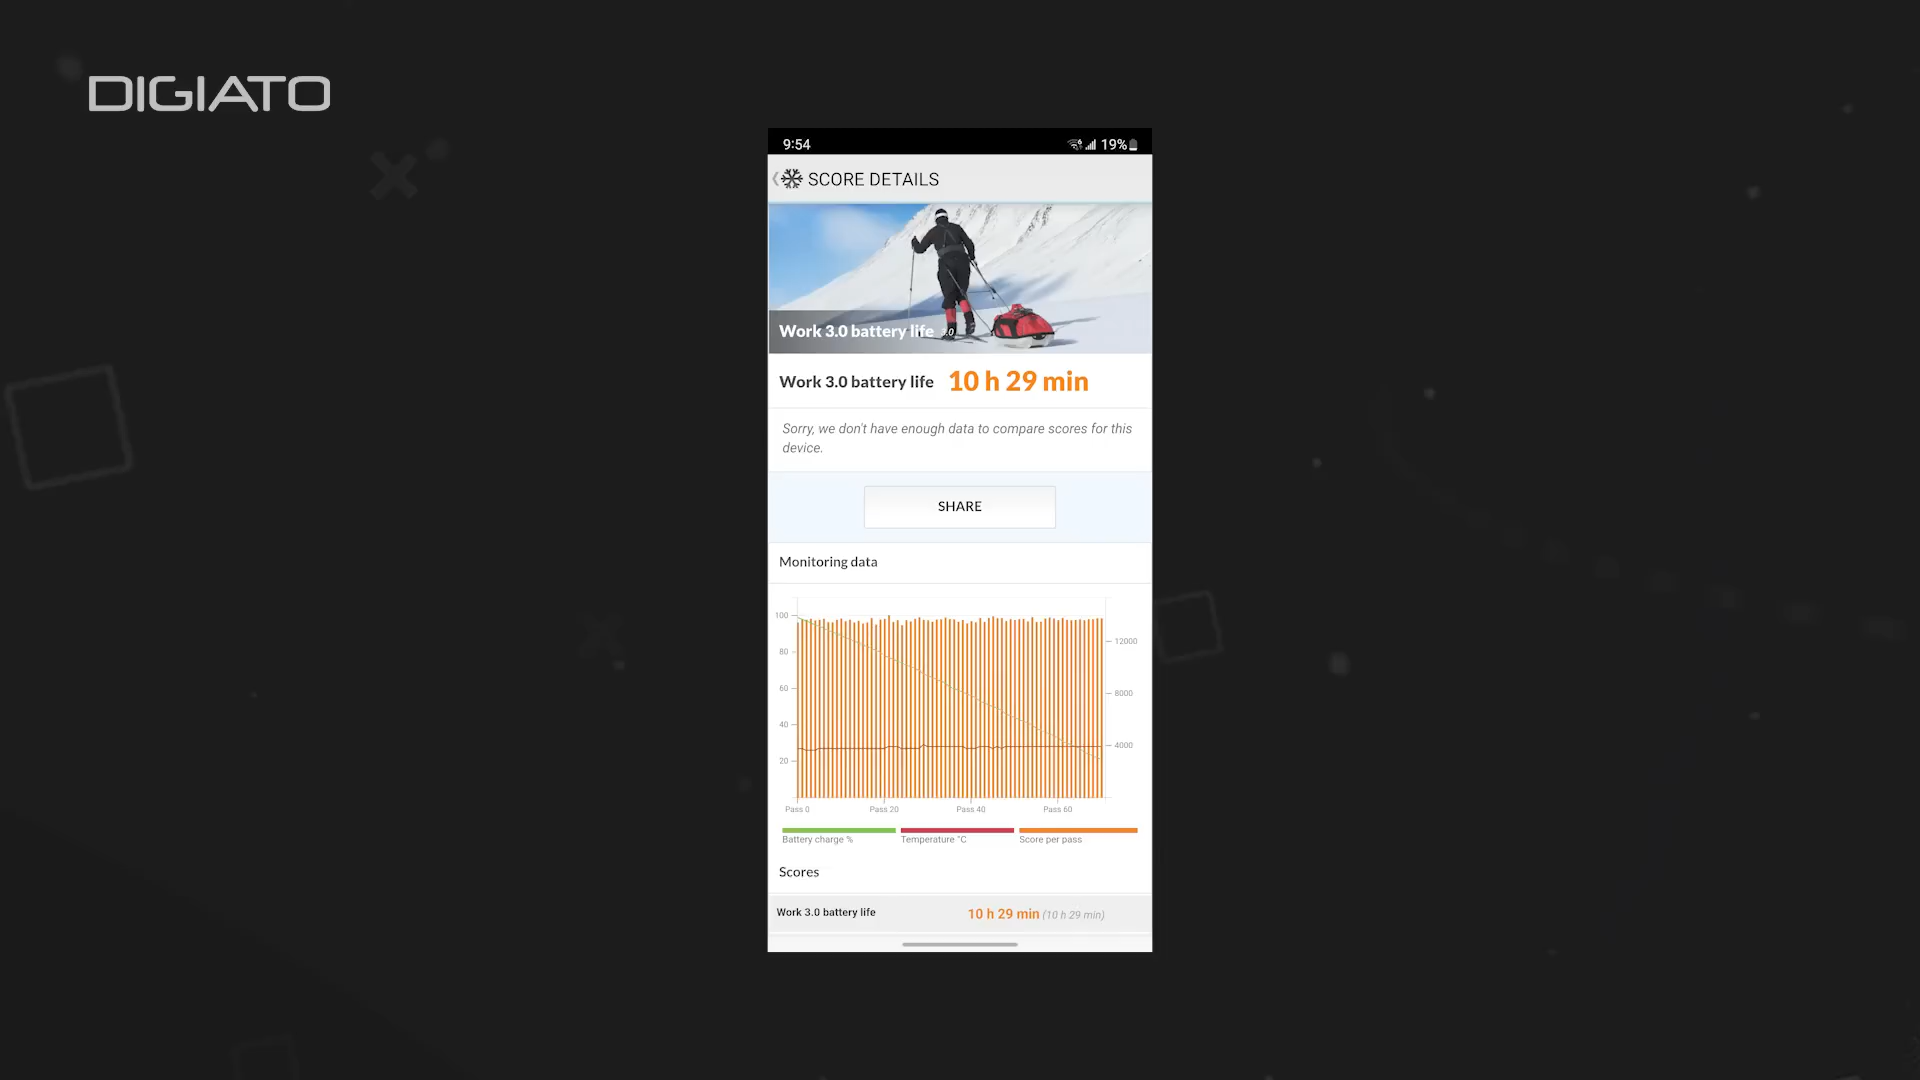 DIGIATO
9:54
19%
SCORE DETAILS
Work 3.0 battery life 3.0
Work 3.0 battery life 10 h 29 min
Sorry, we don't have enough data to compare scores for this
device.
SHARE
Monitoring data
100
80
60
40
20
12000
8000
4000
Pass 0 Pass 20 Pass 40 Pass 60
Battery charge % Temperature °C Score per pass
Scores
Work 3.0 battery life 10 h 29 min (10 h 29 min)